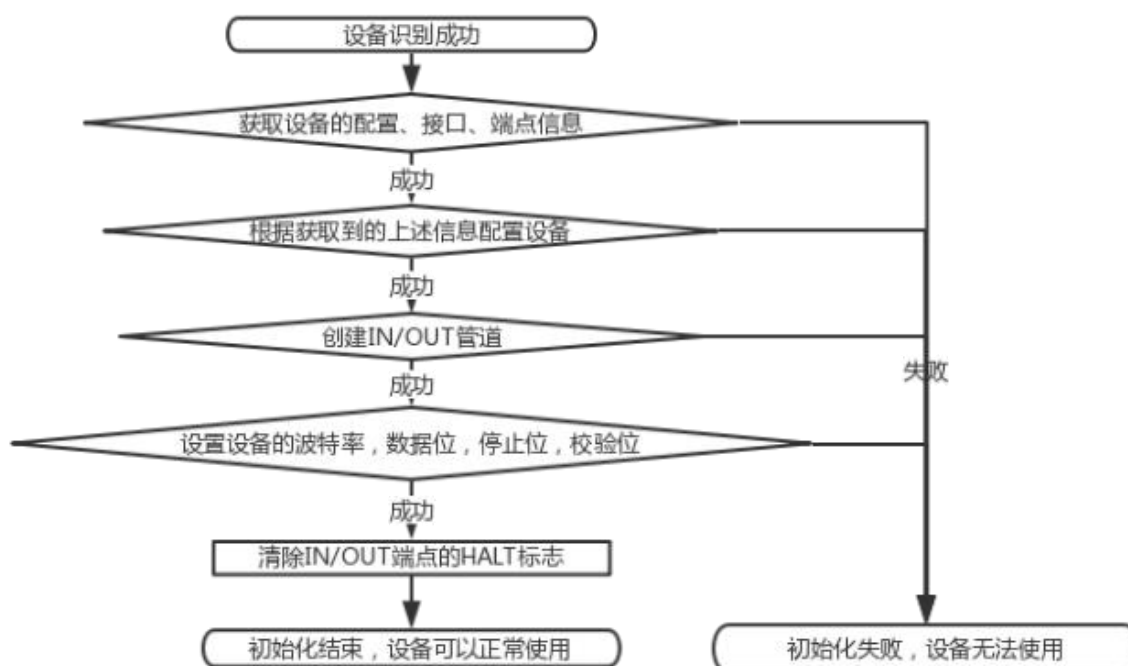 设备识别成功
获取设备的配置、接口、端点信息
成功
根据获取到的上述信息配置设备
成功
创建IN/OUT管道
失败
成功
设置设备的波特率，数据位，停止位，校验位
成功
清除IN/OUT端点的HALT标志
初始化结束，设备可以正常使用
初始化失败，设备无法使用